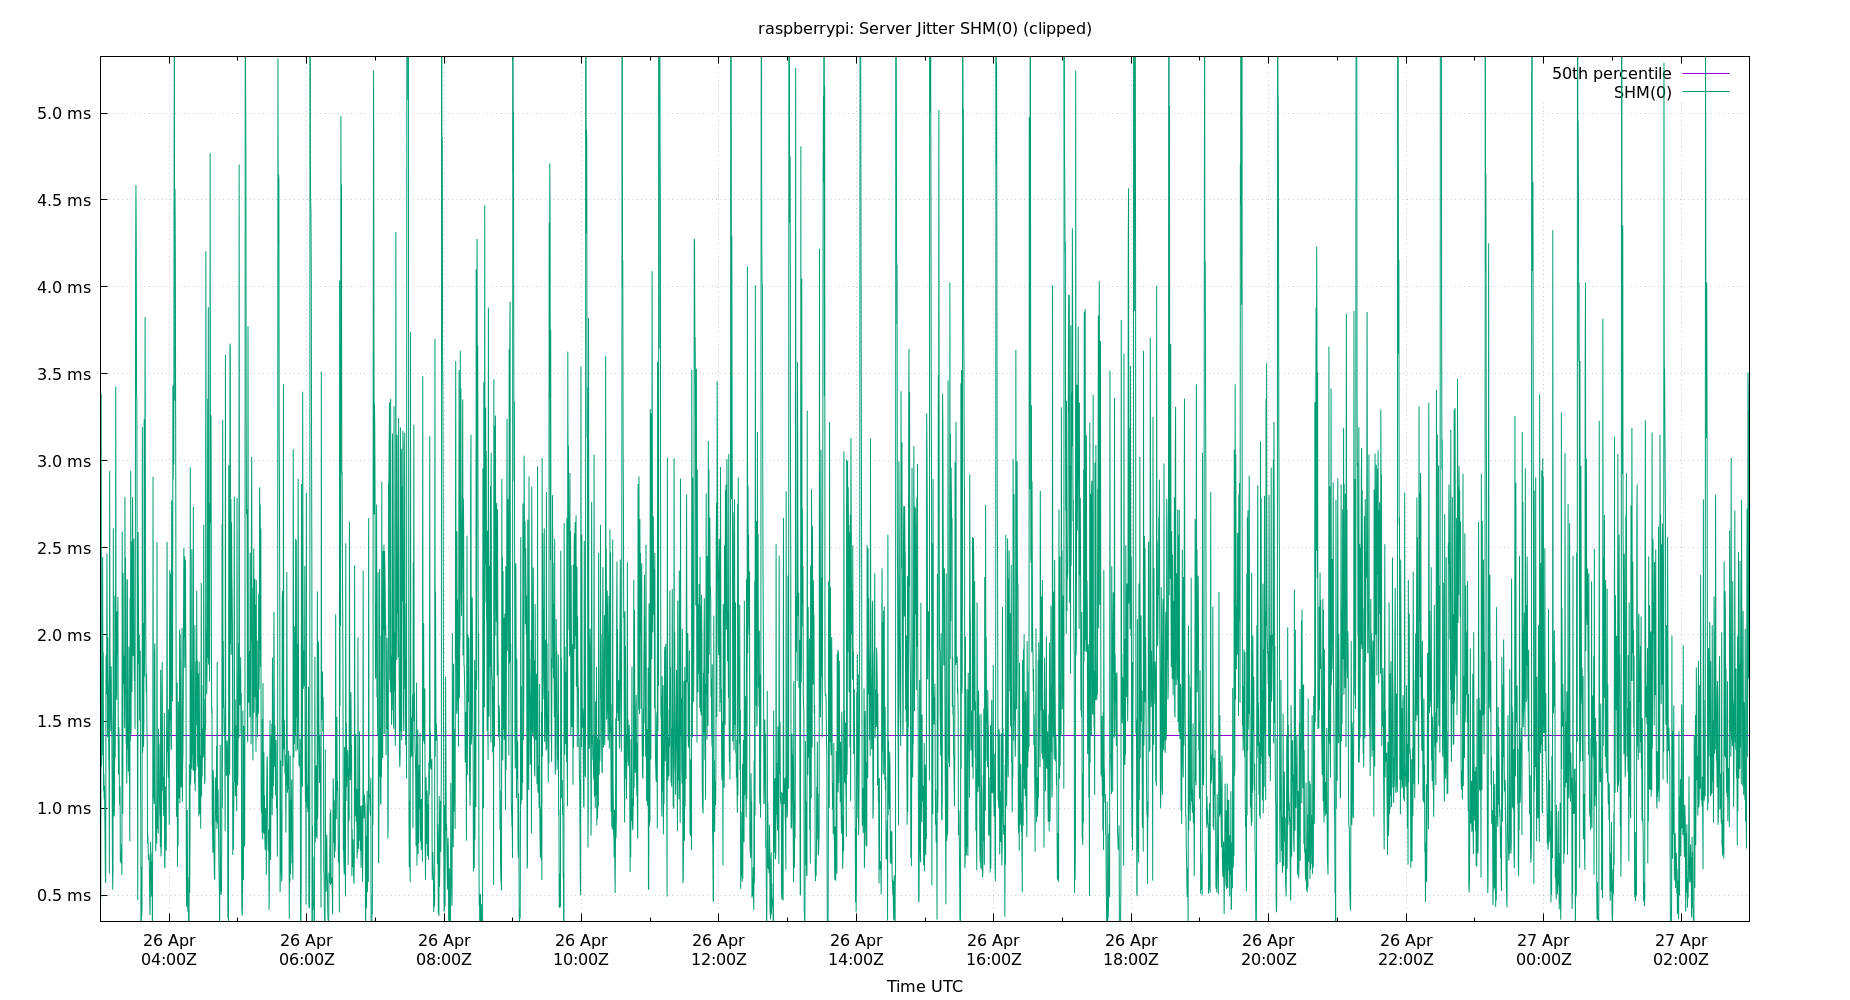 raspberrypi: Server Jitter SHM(0) (clipped)
50th percentile
SHM(0)
5.0 ms
4.5 ms
4.0 ms
3.5 ms
3.0 ms
2.5 ms
2.0 ms
1.5 ms
1.0 ms
0.5 ms
26 Apr 26 Apr 26 Apr 26 Apr 26 Apr 26 Apr 26 Apr 26 Apr 26 Apr 26 Apr 27 Apr 27 Apr
04:00Z 06:00Z 08:00Z 10:00Z 12:00Z 14:00Z 16:00Z 18:00Z 20:00Z 22:00Z 00:00Z 02:00Z
Time UTC